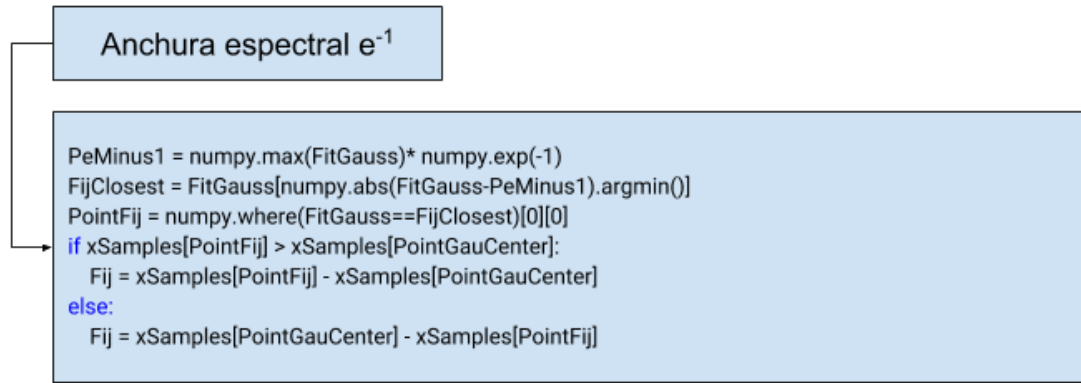 Anchura espectral e⁻¹
PeMinus1 = numpy.max(FitGauss)* numpy.exp(-1)
FijClosest = FitGauss[numpy.abs(FitGauss-PeMinus1).argmin()]
PointFij = numpy.where(FitGauss==FijClosest)[0][0]
if xSamples[PointFij] > xSamples[PointGauCenter]:
Fij = xSamples[PointFij] - xSamples[PointGauCenter]
else:
Fij = xSamples[PointGauCenter] - xSamples[PointFij]